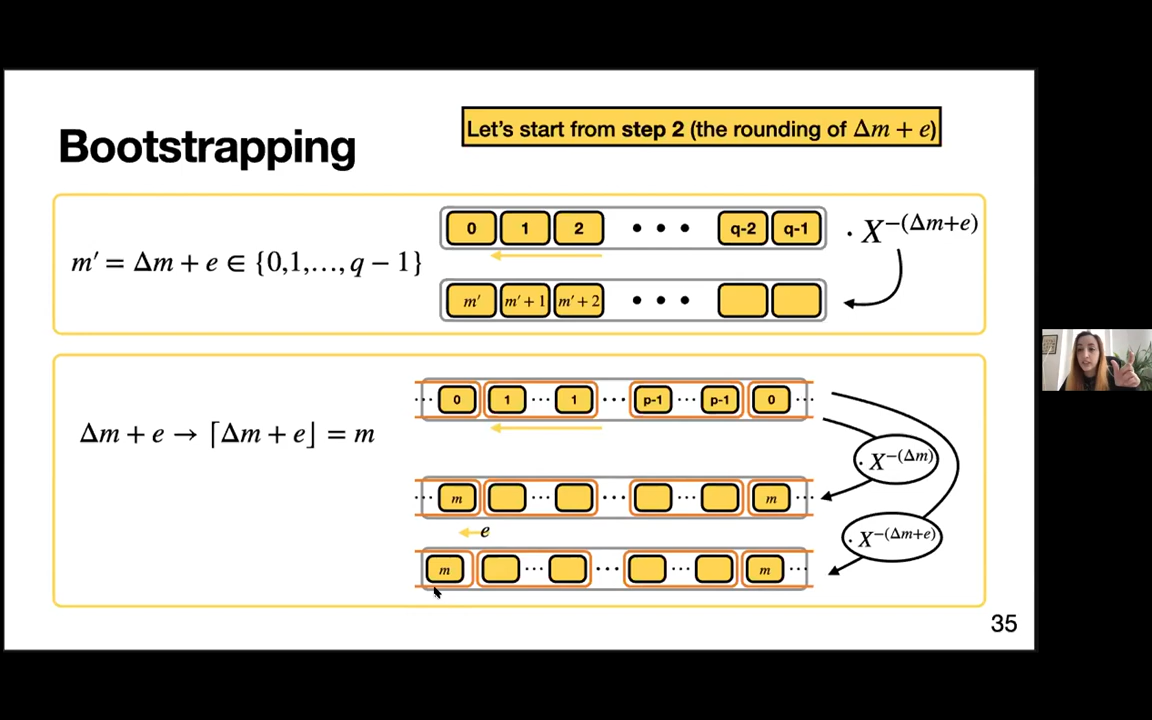 Bootstrapping
Let's start from step 2 (the rounding of Δm + e)
m′ = Δm + e ∈ {0,1,…, q − 1}
0 1 2 • • • q-2 q-1 · X^{−(Δm+e)}
m′ m′+1 m′+2 • • •
Δm + e → ⌈Δm + e⌋ = m
··· 0 1 ··· 1 ··· p-1 ··· p-1 0 ···
· X^{−(Δm)}
··· m ··· ··· ··· m ···
e
· X^{−(Δm+e)}
m ··· ··· ··· m ···
35